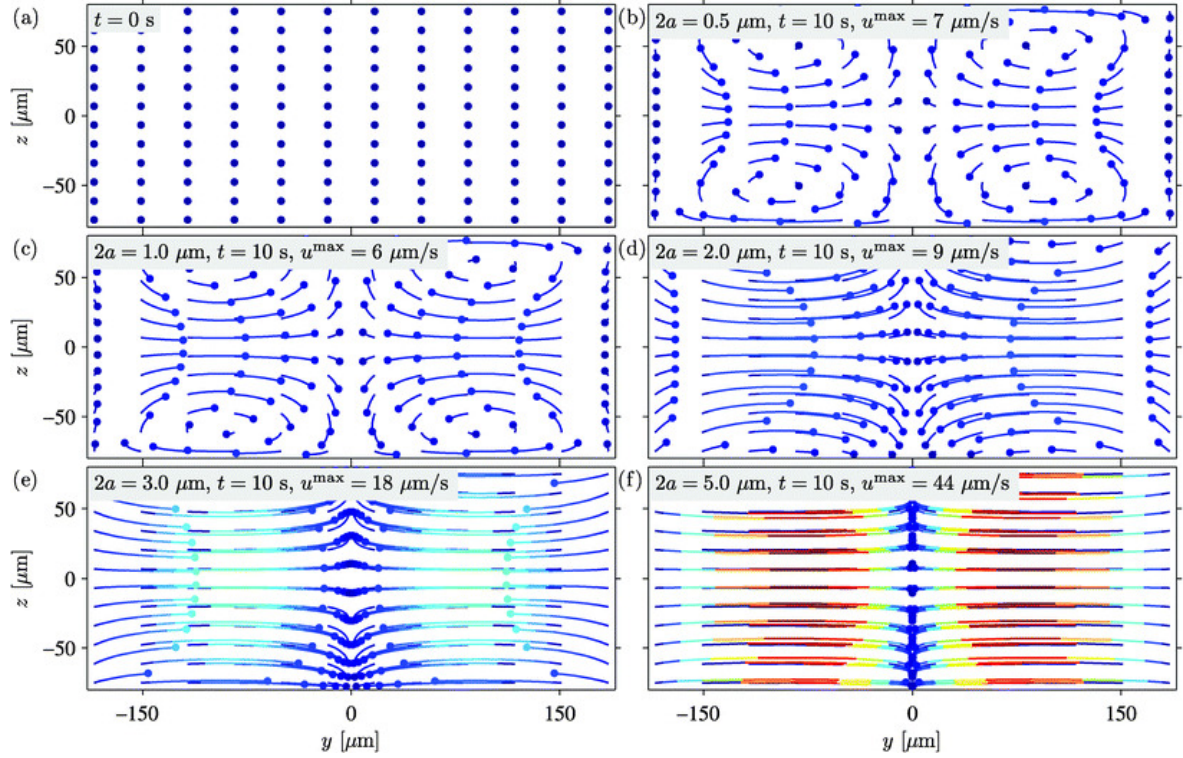 (a) t = 0 s
(b) 2a = 0.5 μm, t = 10 s, u^max = 7 μm/s
50
0
−50
z [μm]
(c) 2a = 1.0 μm, t = 10 s, u^max = 6 μm/s
(d) 2a = 2.0 μm, t = 10 s, u^max = 9 μm/s
50
0
−50
z [μm]
(e) 2a = 3.0 μm, t = 10 s, u^max = 18 μm/s
(f) 2a = 5.0 μm, t = 10 s, u^max = 44 μm/s
50
0
−50
z [μm]
−150 0 150
−150 0 150
y [μm]
y [μm]